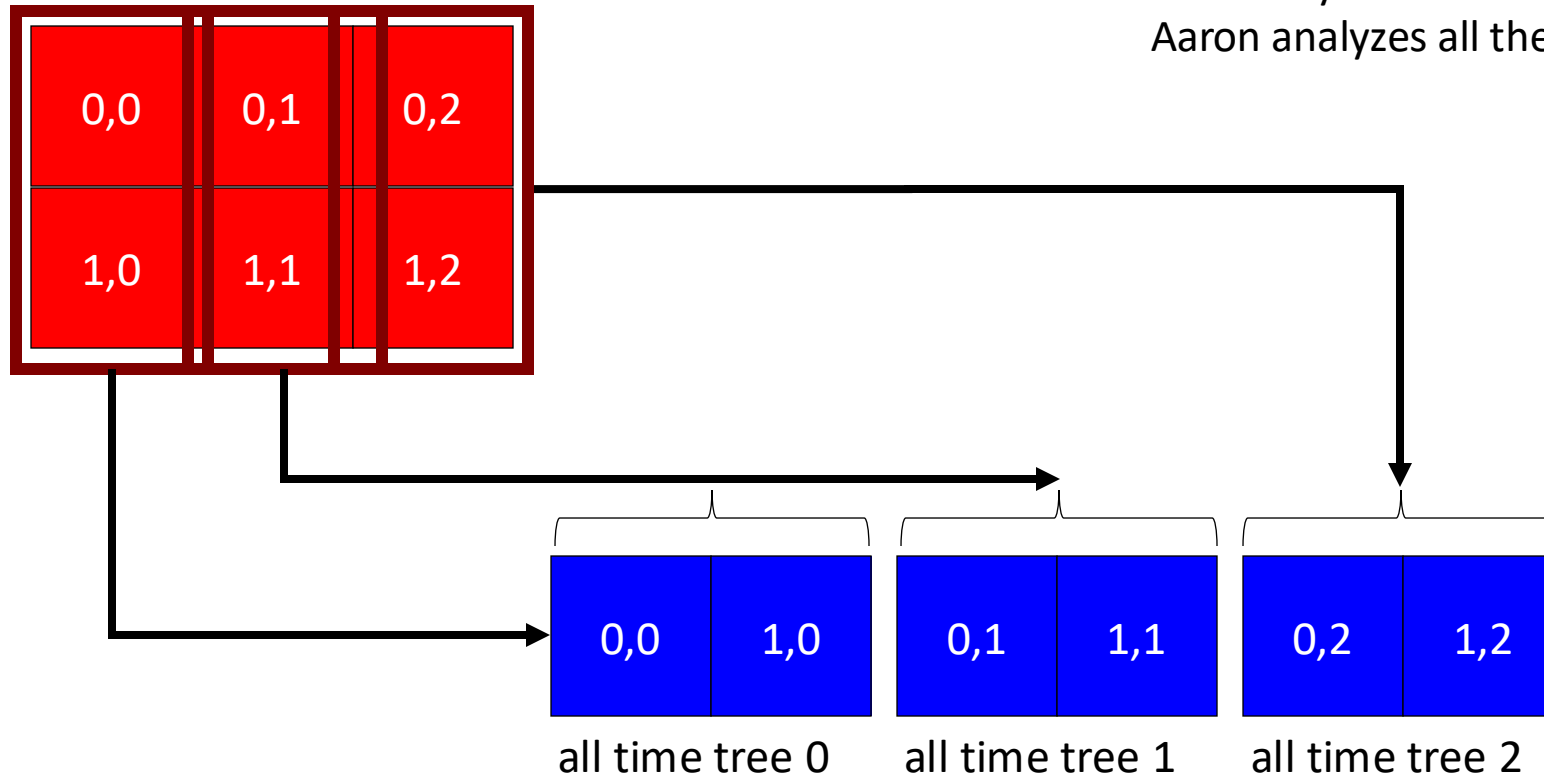 Aaron analyzes all the
0,0 0,1 0,2
1,0 1,1 1,2
0,0 1,0 0,1 1,1 0,2 1,2
all time tree 0 all time tree 1 all time tree 2